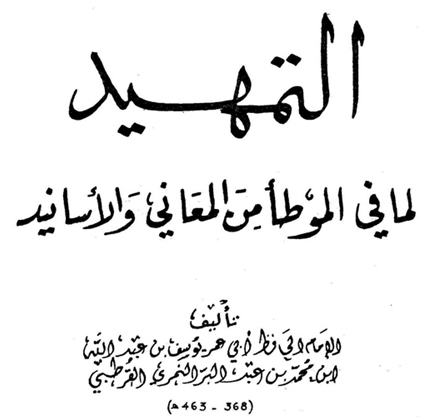 التمهيد
لما في الموطأ من المعاني والأسانيد
تأليف
الإمام الحافظ أبي عمر يوسف بن عبد الله
ابن محمد بن عبد البر النمري القرطبي
(368 - 463 هـ)